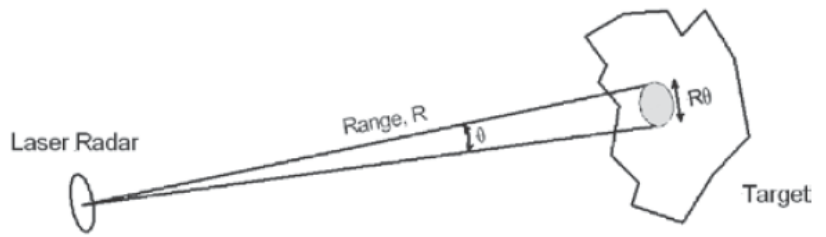 Range, R
θ
Rθ
Laser Radar
Target